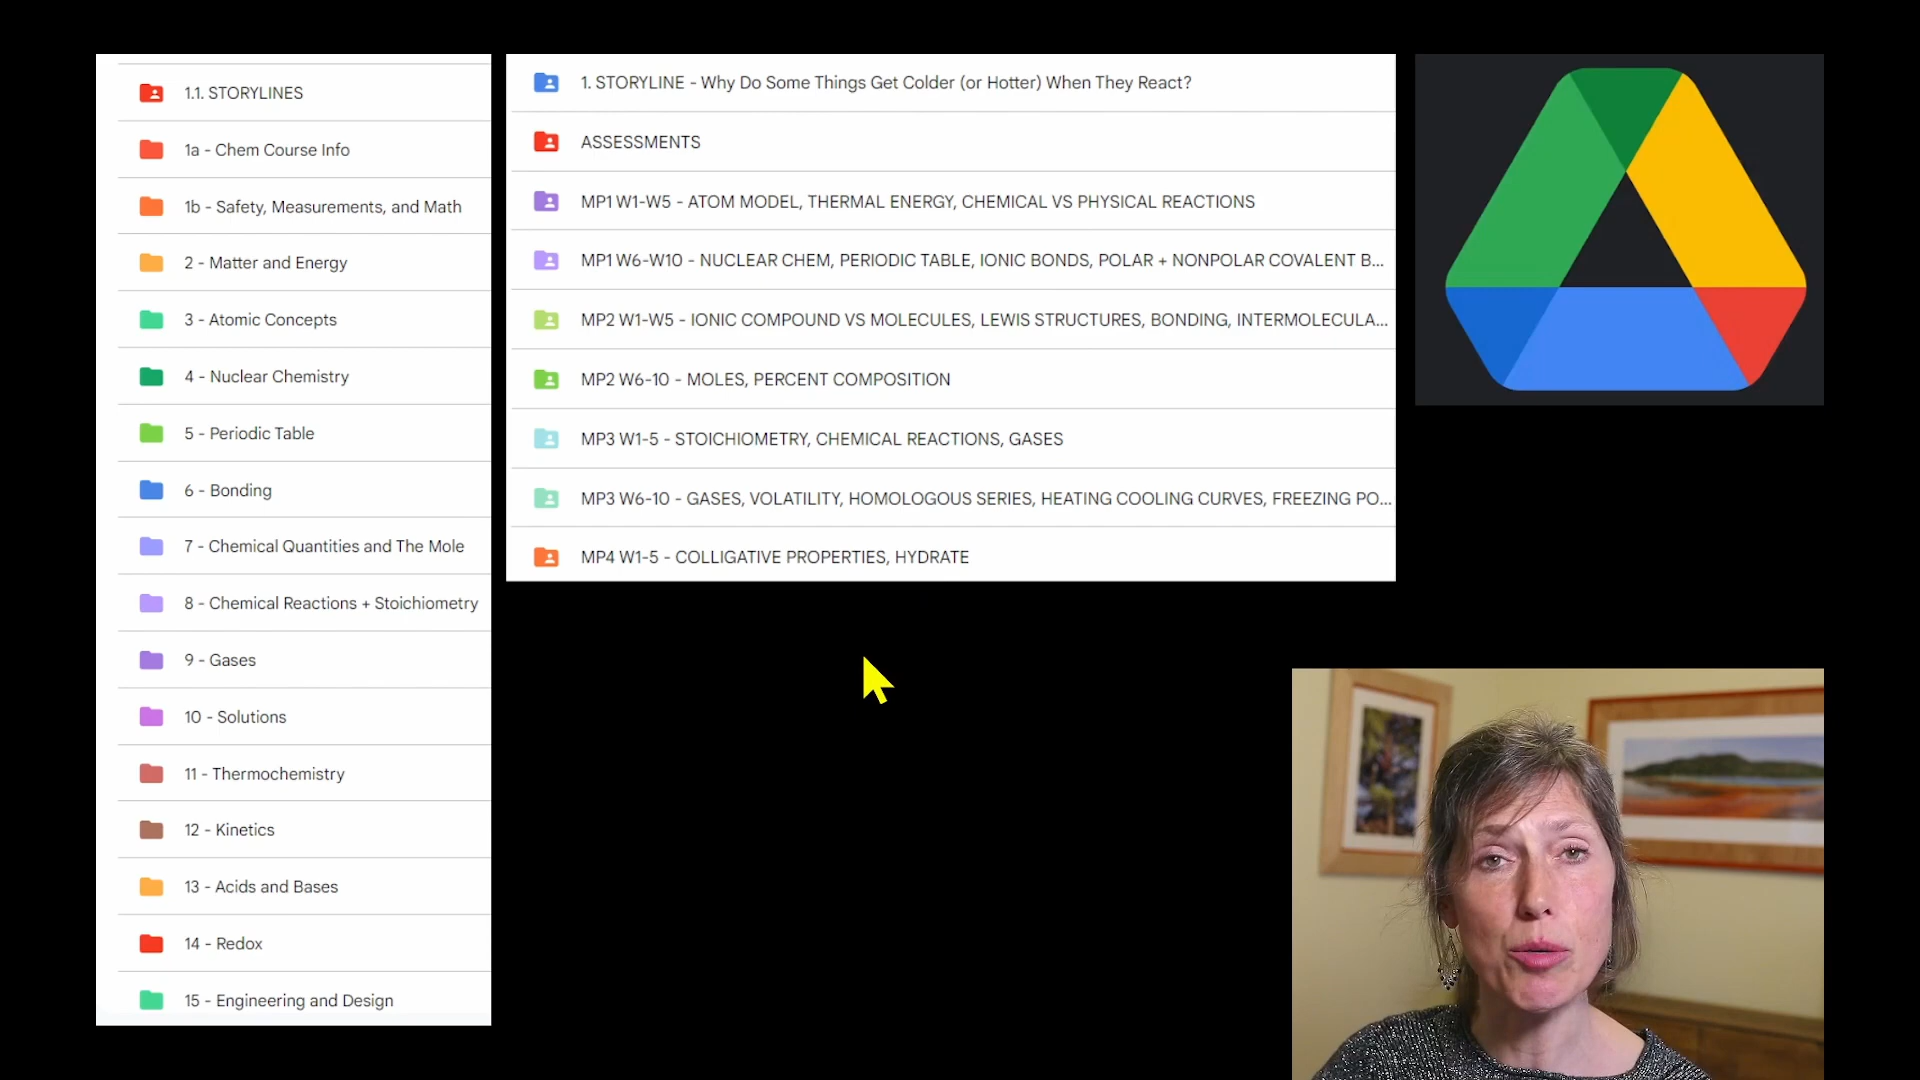 1.1. STORYLINES
1a - Chem Course Info
1b - Safety, Measurements, and Math
2 - Matter and Energy
3 - Atomic Concepts
4 - Nuclear Chemistry
5 - Periodic Table
6 - Bonding
7 - Chemical Quantities and The Mole
8 - Chemical Reactions + Stoichiometry
9 - Gases
10 - Solutions
11 - Thermochemistry
12 - Kinetics
13 - Acids and Bases
14 - Redox
15 - Engineering and Design
1. STORYLINE - Why Do Some Things Get Colder (or Hotter) When They React?
ASSESSMENTS
MP1 W1-W5 - ATOM MODEL, THERMAL ENERGY, CHEMICAL VS PHYSICAL REACTIONS
MP1 W6-W10 - NUCLEAR CHEM, PERIODIC TABLE, IONIC BONDS, POLAR + NONPOLAR COVALENT B...
MP2 W1-W5 - IONIC COMPOUND VS MOLECULES, LEWIS STRUCTURES, BONDING, INTERMOLECULA...
MP2 W6-10 - MOLES, PERCENT COMPOSITION
MP3 W1-5 - STOICHIOMETRY, CHEMICAL REACTIONS, GASES
MP3 W6-10 - GASES, VOLATILITY, HOMOLOGOUS SERIES, HEATING COOLING CURVES, FREEZING PO...
MP4 W1-5 - COLLIGATIVE PROPERTIES, HYDRATE